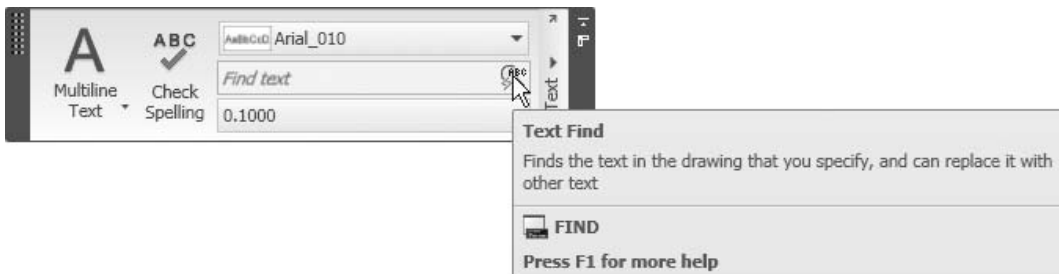 A
Multiline
Text
ABC
Check
Spelling
AaBbCcD Arial_010
Find text
ABC
0.1000
Text
Text Find
Finds the text in the drawing that you specify, and can replace it with
other text
FIND
Press F1 for more help